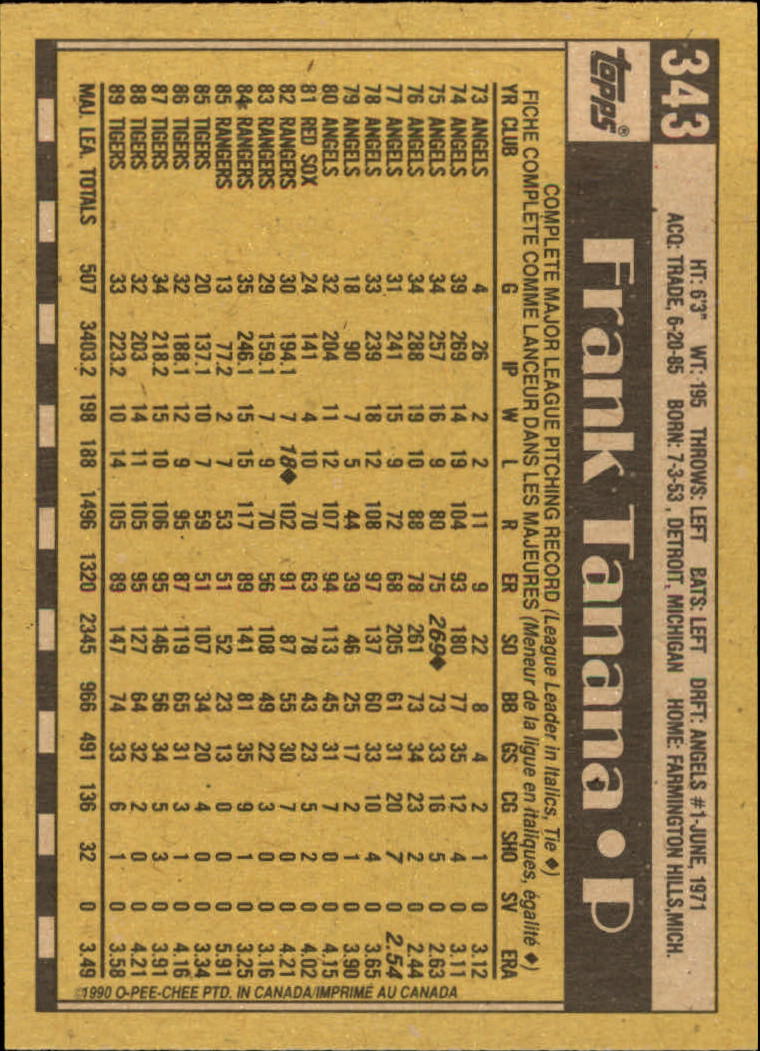 343
HT: 6'3" WT: 195 THROWS: LEFT BATS: LEFT DRFT: ANGELS #1-JUNE, 1971
ACQ: TRADE, 6-20-85 BORN: 7-3-53, DETROIT, MICHIGAN HOME: FARMINGTON HILLS, MICH.
topps®
Frank Tanana • P
COMPLETE MAJOR LEAGUE PITCHING RECORD (League Leader in Italics, Tie ◆)
FICHE COMPLETE COMME LANCEUR DANS LES MAJEURES (Meneur de la ligue en italiques, égalité ◆)
YR CLUB G IP W L R ER SO BB GS CG SHO SV ERA
73 ANGELS 4 26 2 2 11 9 22 8 4 2 1 0 3.12
74 ANGELS 39 269 14 19 104 93 180 77 35 12 4 0 3.11
75 ANGELS 34 257 16 9 80 75 269◆ 73 33 16 5 0 2.63
76 ANGELS 34 288 19 10 88 78 261 73 34 23 2 0 2.44
77 ANGELS 31 241 15 9 72 68 205 61 31 20 7 0 2.54
78 ANGELS 33 239 18 12 108 97 137 60 33 10 4 0 3.65
79 ANGELS 18 90 7 5 44 39 46 25 17 2 1 0 3.90
80 ANGELS 32 204 11 12 107 94 113 45 31 7 0 0 4.15
81 RED SOX 24 141 4 10 70 63 78 43 23 5 2 0 4.02
82 RANGERS 30 194.1 7 18◆ 102 91 87 55 30 7 0 0 4.21
83 RANGERS 29 159.1 7 9 70 56 108 49 22 3 0 0 3.16
84 RANGERS 35 246.1 15 15 117 89 141 81 35 9 1 0 3.25
85 RANGERS 13 77.2 2 7 53 51 52 23 13 0 0 0 5.91
85 TIGERS 20 137.1 10 7 59 51 107 34 20 4 0 0 3.34
86 TIGERS 32 188.1 12 9 95 87 119 65 31 3 1 0 4.16
87 TIGERS 34 218.2 15 10 106 95 146 56 34 5 3 0 3.91
88 TIGERS 32 203 14 11 105 95 127 64 32 2 0 0 4.21
89 TIGERS 33 223.2 10 14 105 89 147 74 33 6 1 0 3.58
MAJ. LEA. TOTALS 507 3403.2 198 188 1496 1320 2345 966 491 136 32 0 3.49
©1990 O-PEE-CHEE PTD. IN CANADA/IMPRIMÉ AU CANADA